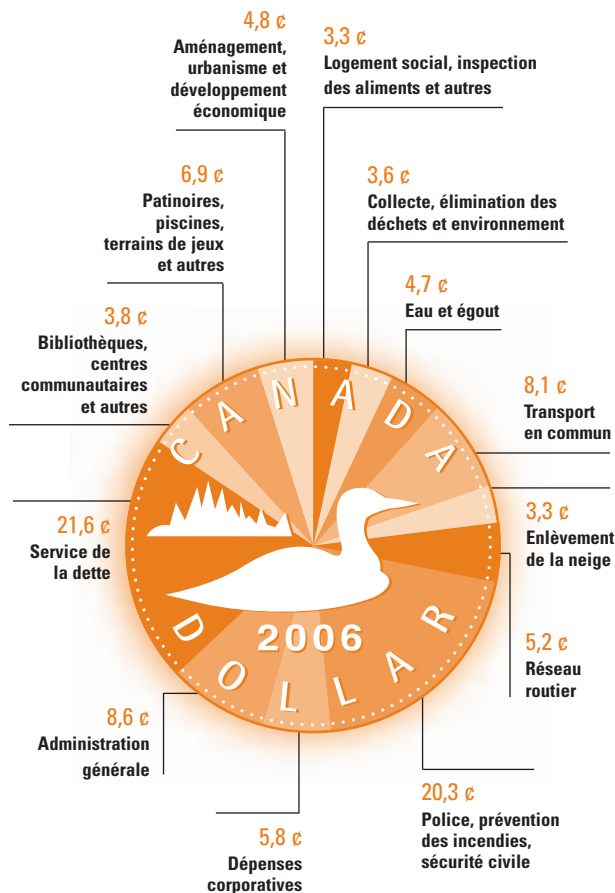 4,8 ¢
Aménagement,
urbanisme et
développement
économique
3,3 ¢
Logement social, inspection
des aliments et autres
6,9 ¢
Patinoires,
piscines,
terrains de jeux
et autres
3,6 ¢
Collecte, élimination des
déchets et environnement
4,7 ¢
Eau et égout
3,8 ¢
Bibliothèques,
centres
communautaires
et autres
8,1 ¢
Transport
en commun
CANADA
21,6 ¢
Service de
la dette
3,3 ¢
Enlèvement
de la neige
2006
DOLLAR
5,2 ¢
Réseau
routier
8,6 ¢
Administration
générale
20,3 ¢
Police, prévention
des incendies,
sécurité civile
5,8 ¢
Dépenses
corporatives